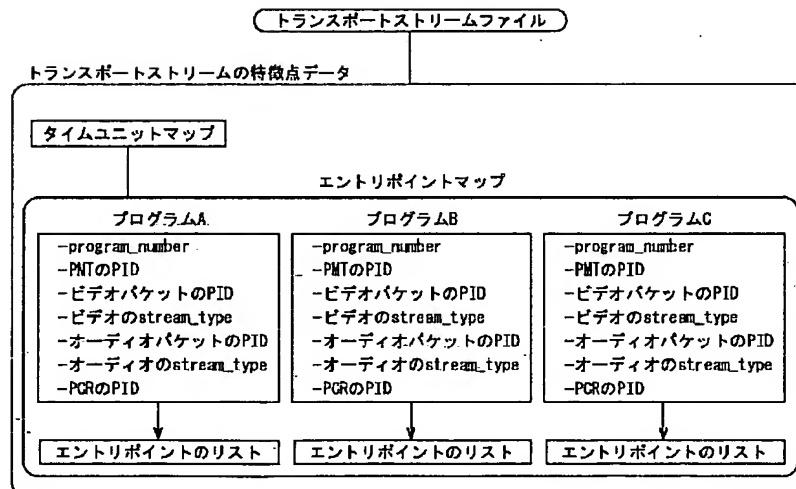 トランスポートストリームファイル
トランスポートストリームの特徴点データ
タイムユニットマップ
エントリポイントマップ
プログラムA
-program_number
-PNTのPID
-ビデオパケットのPID
-ビデオのstream_type
-オーディオパケットのPID
-オーディオのstream_type
-PCRのPID
エントリポイントのリスト
プログラムB
-program_number
-PMTのPID
-ビデオパケットのPID
-ビデオのstream_type
-オーディオパケットのPID
-オーディオのstream_type
-PCRのPID
エントリポイントのリスト
プログラムC
-program_number
-PMTのPID
-ビデオパケットのPID
-ビデオのstream_type
-オーディオパケットのPID
-オーディオのstream_type
-PCRのPID
エントリポイントのリスト